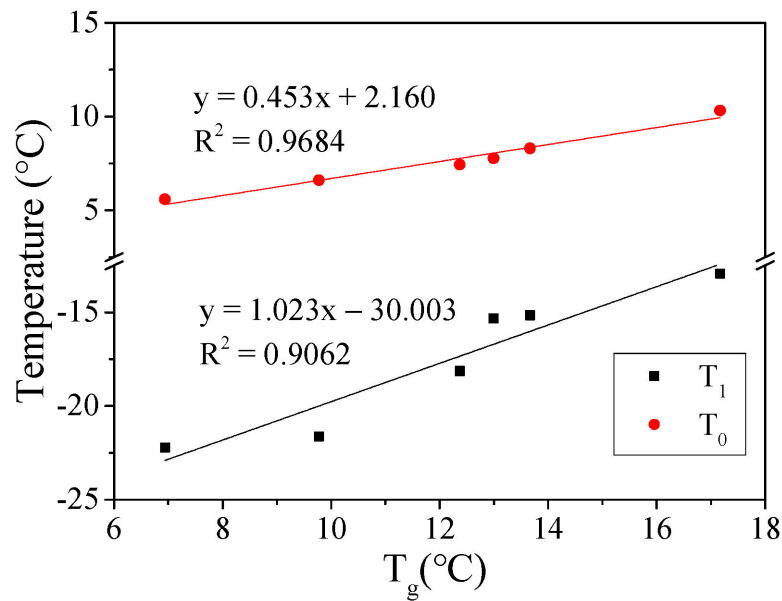 15
10
5
-15
-20
-25
Temperature (°C)
y = 0.453x + 2.160
R² = 0.9684
y = 1.023x − 30.003
R² = 0.9062
T₁
T₀
6 8 10 12 14 16 18
T_g(°C)